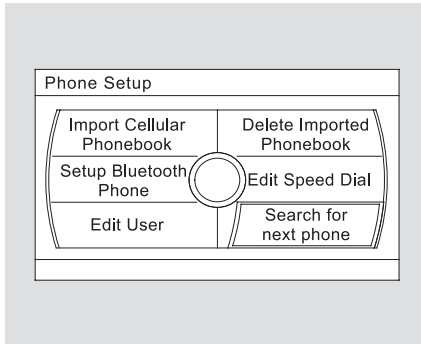 Phone Setup
Import Cellular
Phonebook
Delete Imported
Phonebook
Setup Bluetooth
Phone
Edit Speed Dial
Edit User
Search for
next phone